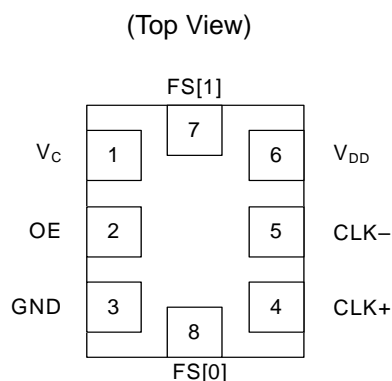 (Top View)
FS[1]
7
V_C 1 6 V_DD
OE 2 5 CLK–
GND 3 4 CLK+
8
FS[0]